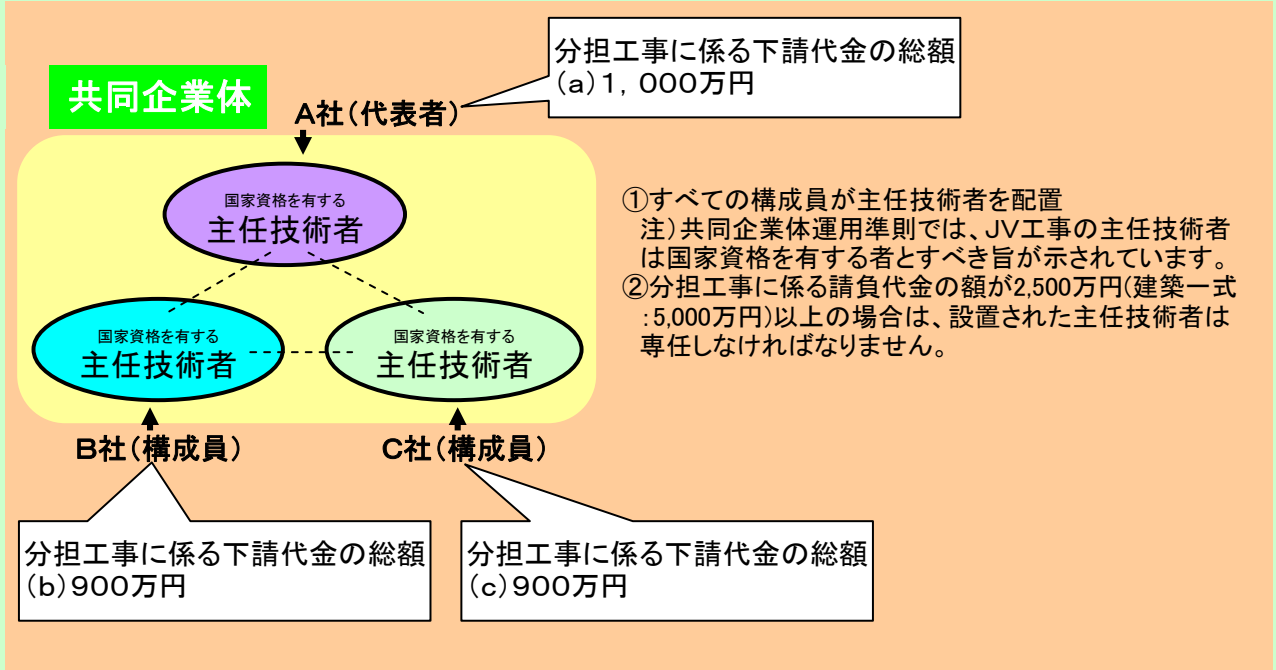 分担工事に係る下請代金の総額
(a)1,000万円
共同企業体
A社(代表者)
国家資格を有する
主任技術者
①すべての構成員が主任技術者を配置
注)共同企業体運用準則では、JV工事の主任技術者
は国家資格を有する者とすべき旨が示されています。
②分担工事に係る請負代金の額が2,500万円(建築一式
:5,000万円)以上の場合は、設置された主任技術者は
専任しなければなりません。
国家資格を有する
主任技術者
国家資格を有する
主任技術者
B社(構成員)
C社(構成員)
分担工事に係る下請代金の総額
(b)900万円
分担工事に係る下請代金の総額
(c)900万円